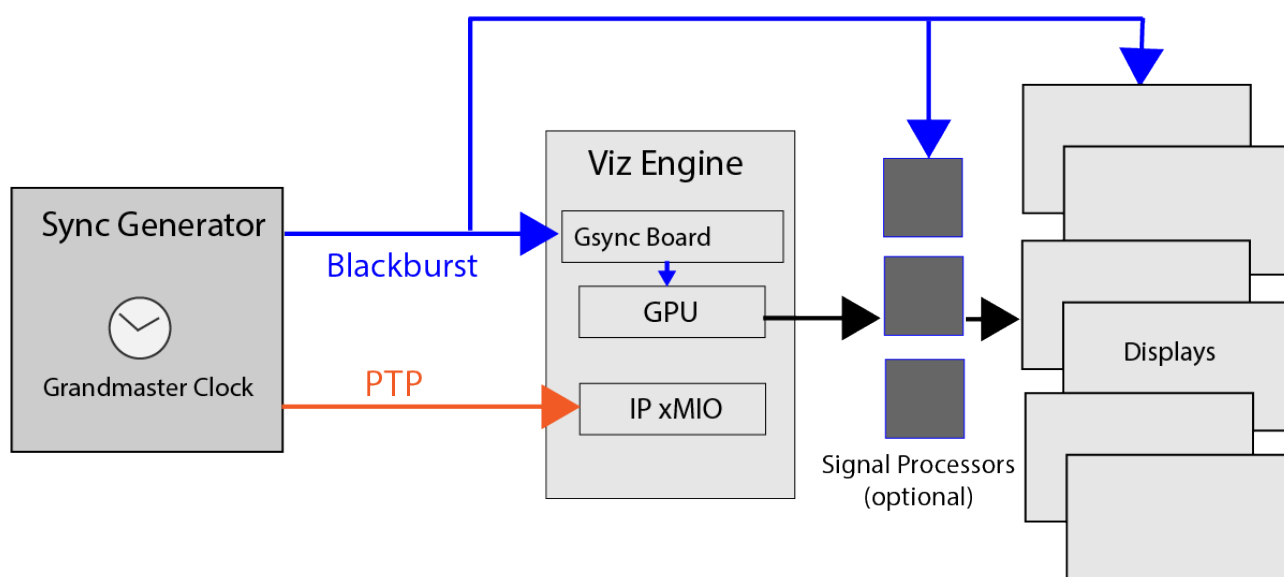 Sync Generator
Grandmaster Clock
Blackburst
PTP
Viz Engine
Gsync Board
GPU
IP xMIO
Signal Processors
(optional)
Displays